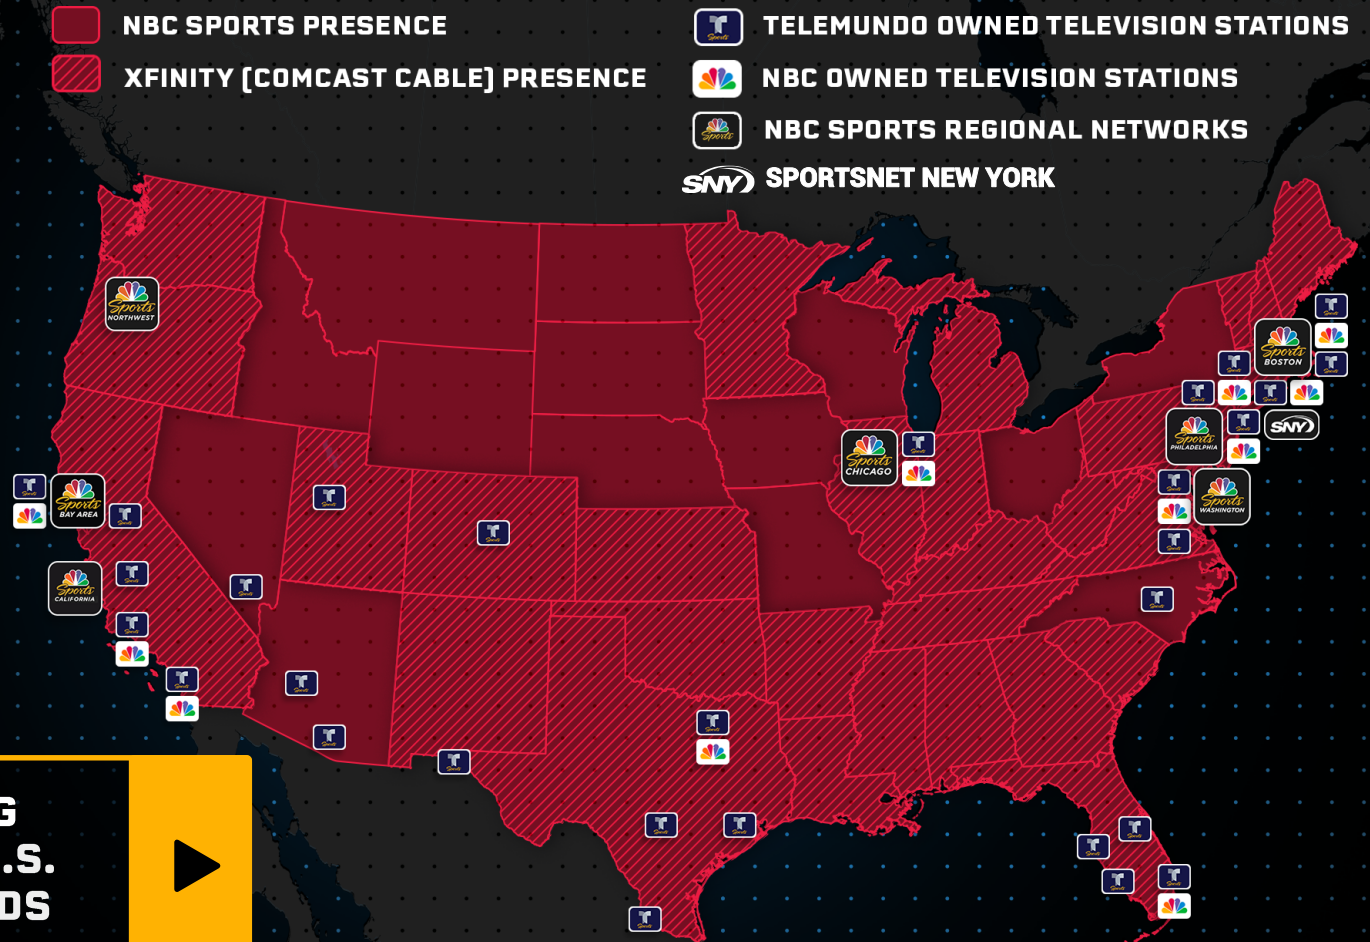 NBC SPORTS PRESENCE
XFINITY [COMCAST CABLE] PRESENCE
TELEMUNDO OWNED TELEVISION STATIONS
NBC OWNED TELEVISION STATIONS
Sports
NBC SPORTS REGIONAL NETWORKS
SNY SPORTSNET NEW YORK
Sports
NORTHWEST
Sports
BOSTON
Sports
PHILADELPHIA
SNY
Sports
CHICAGO
Sports
WASHINGTON
Sports
BAY AREA
Sports
CALIFORNIA
G
.S.
DS